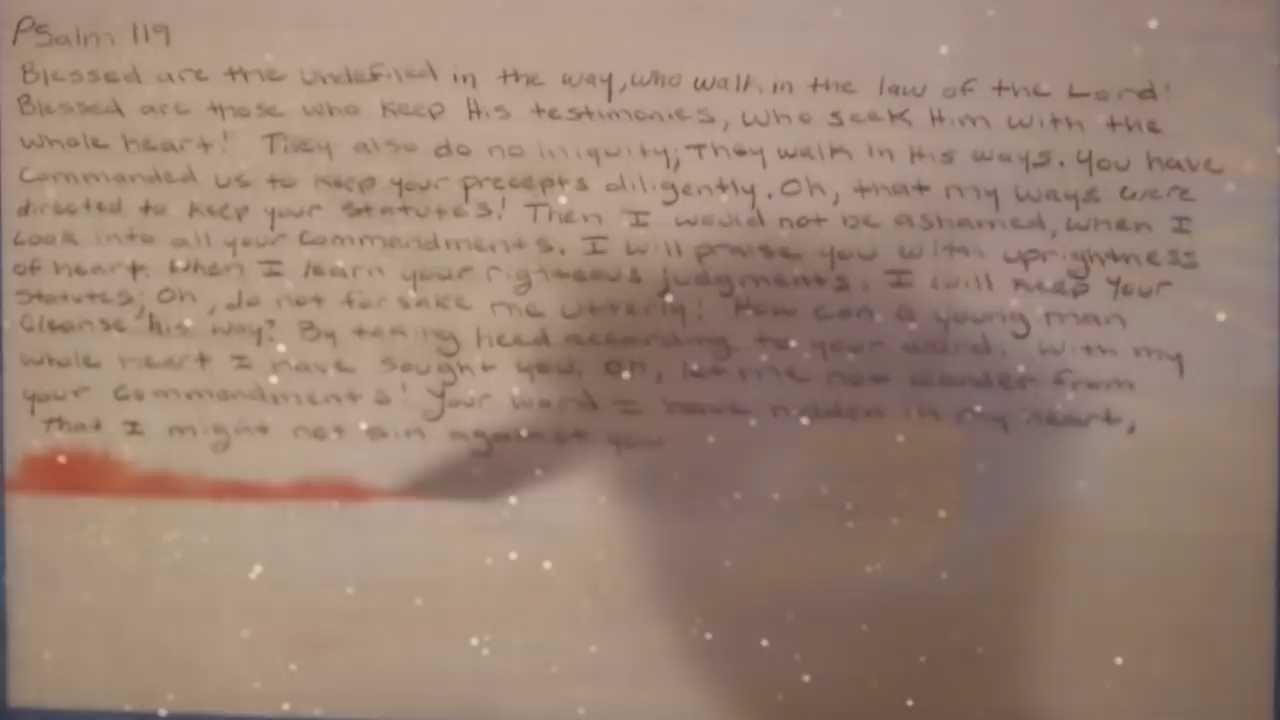 Psalm 119
Blessed are the undefiled in the way, who walk in the law of the Lord!
Blessed are those who keep His testimonies, who seek Him with the
whole heart! They also do no iniquity; They walk in His ways. You have
Commanded us to keep your precepts diligently. Oh, that my ways were
directed to keep your statutes! Then I would not be ashamed, when I
Look into all your Commandments. I will praise you with uprightness
of heart, when I learn your righteous judgments. I will keep Your
Statutes; Oh, do not forsake me utterly! How can a young man
Cleanse his way? By taking heed according to your word. With my
whole heart I have sought you. Oh, let me not wander from
your Commandments! Your word I have hidden in my heart,
That I might not sin against you